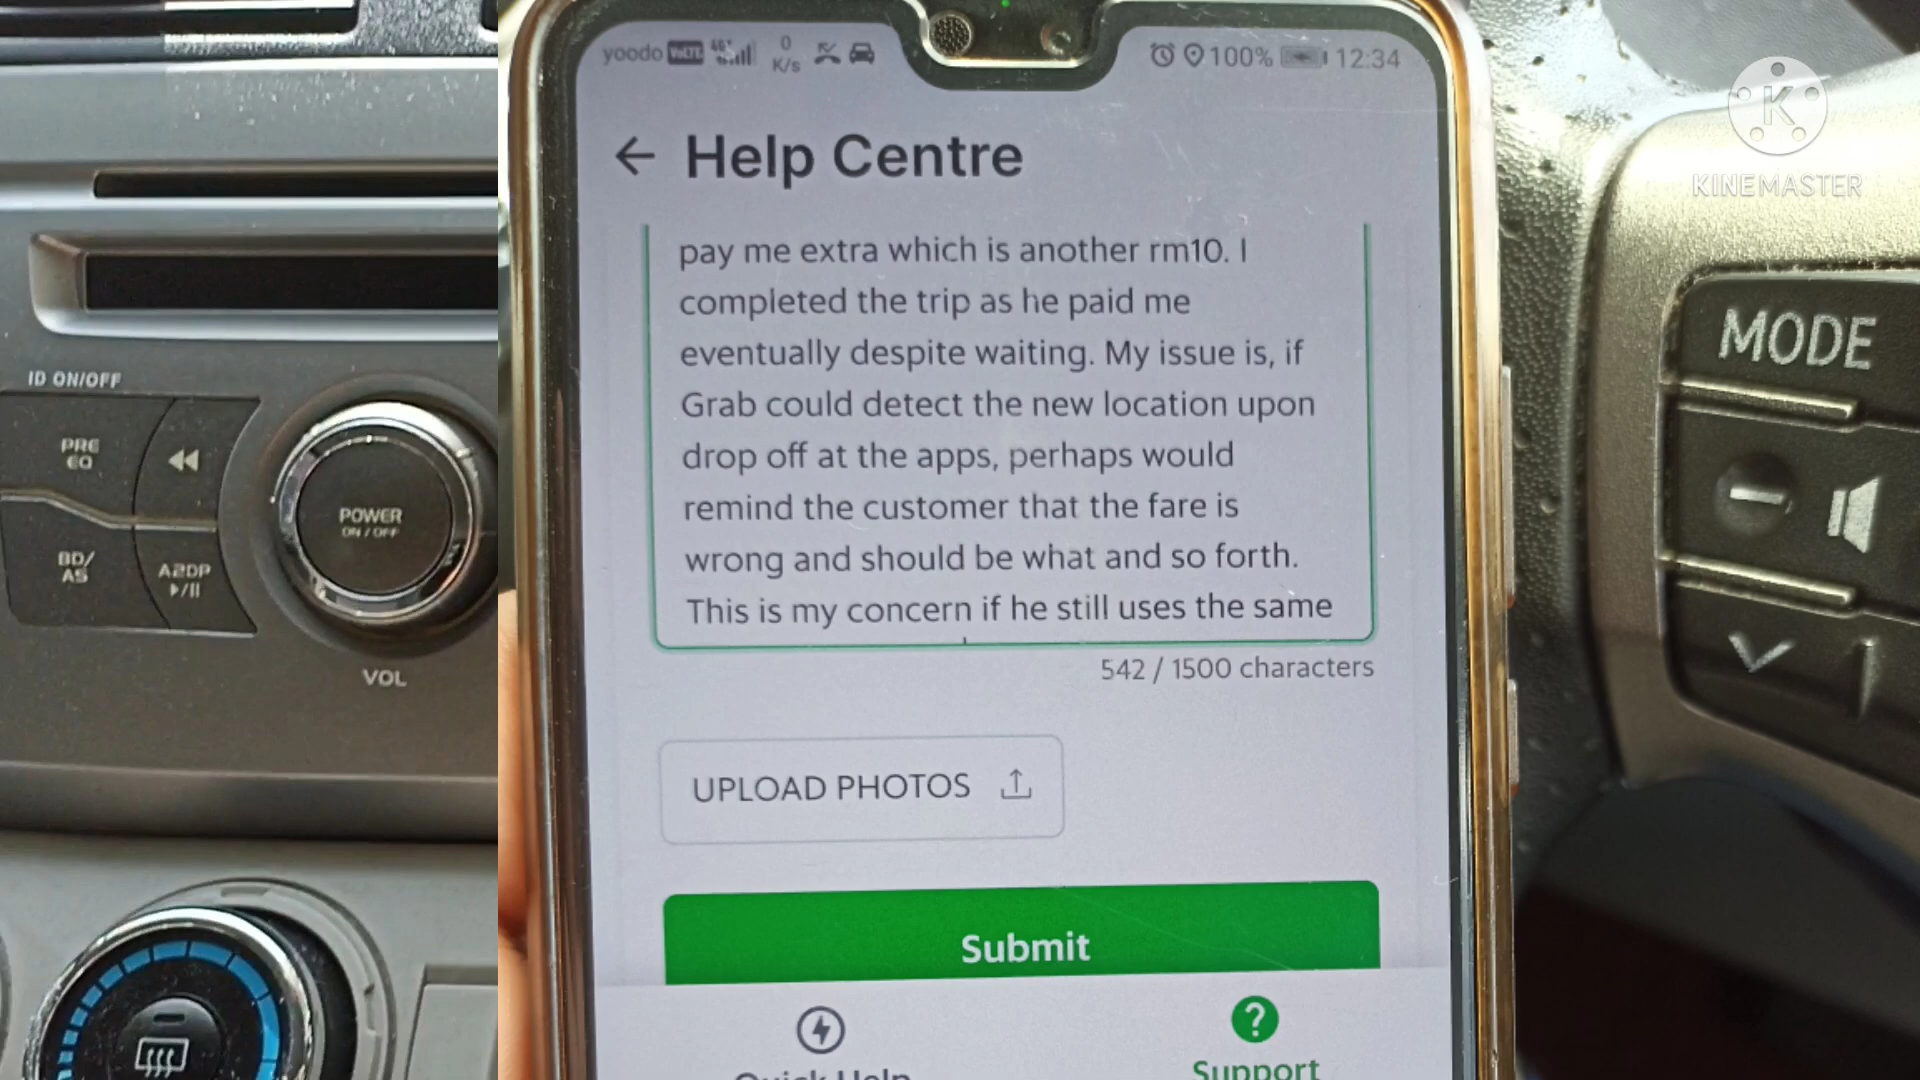 yoodo VoLTE 4G+ 0 K/s 100% 12:34
Help Centre
pay me extra which is another rm10. I
completed the trip as he paid me
eventually despite waiting. My issue is, if
Grab could detect the new location upon
drop off at the apps, perhaps would
remind the customer that the fare is
wrong and should be what and so forth.
This is my concern if he still uses the same
542 / 1500 characters
UPLOAD PHOTOS
Submit
Quick Help
Support
ID ON/OFF
PRE
EQ
BD/
AS
A2DP
POWER
ON / OFF
VOL
K
KINEMASTER
MODE